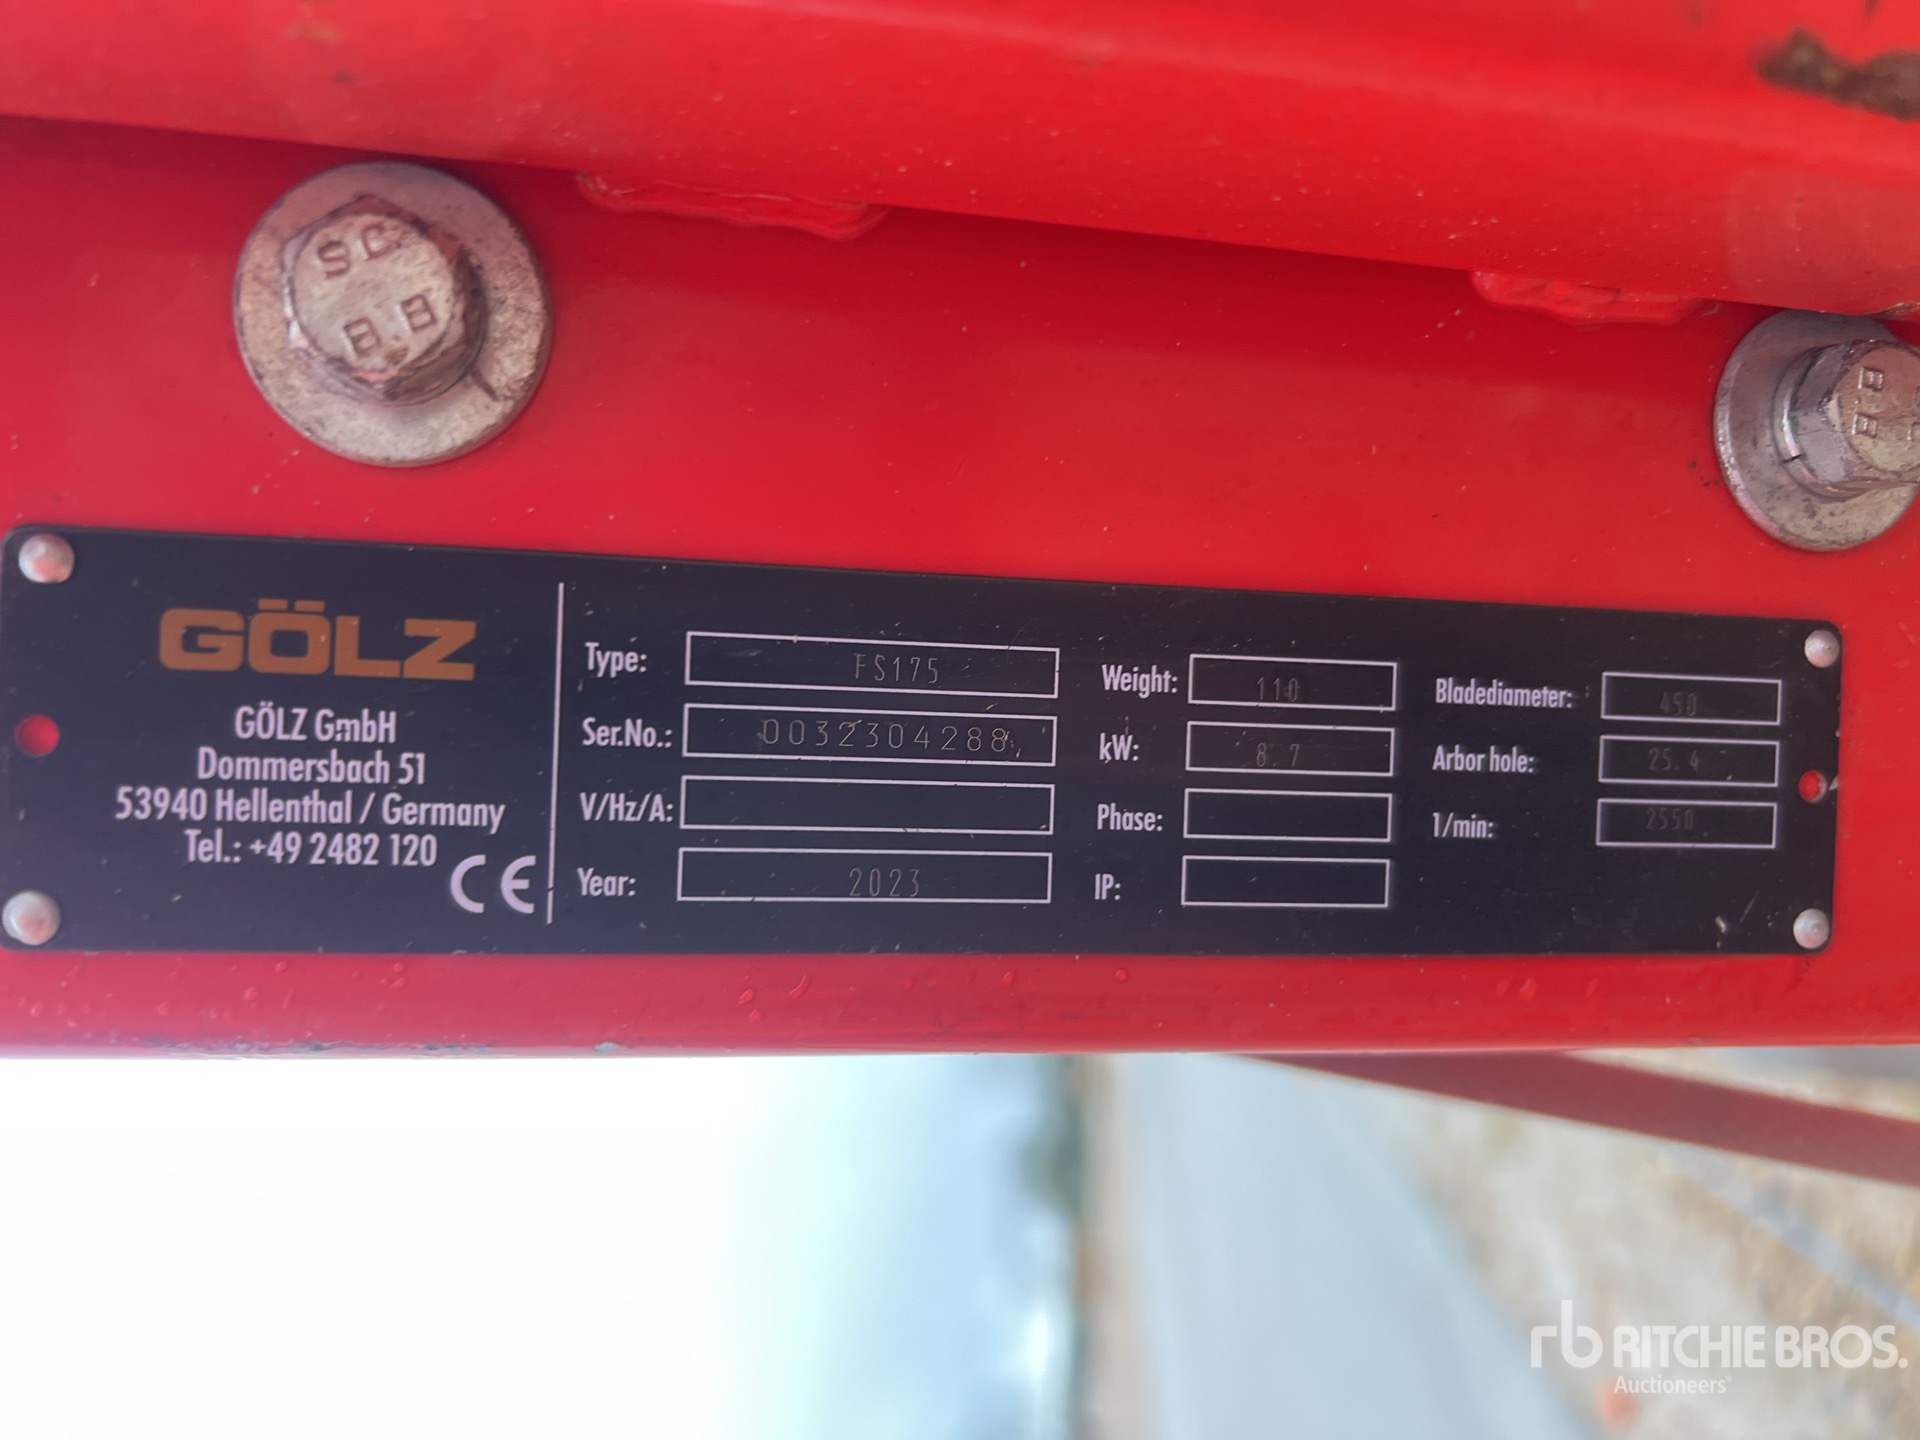 SC
8.8
8.8
GÖLZ
GÖLZ GmbH
Dommersbach 51
53940 Hellenthal / Germany
Tel.: +49 2482 120
CE
Type: FS175
Ser.No.: 0032304288
V/Hz/A:
Year: 2023
Weight: 110
kW: 8.7
Phase:
IP:
Bladediameter: 450
Arbor hole: 25.4
1/min: 2550
rb RITCHIE BROS.
Auctioneers